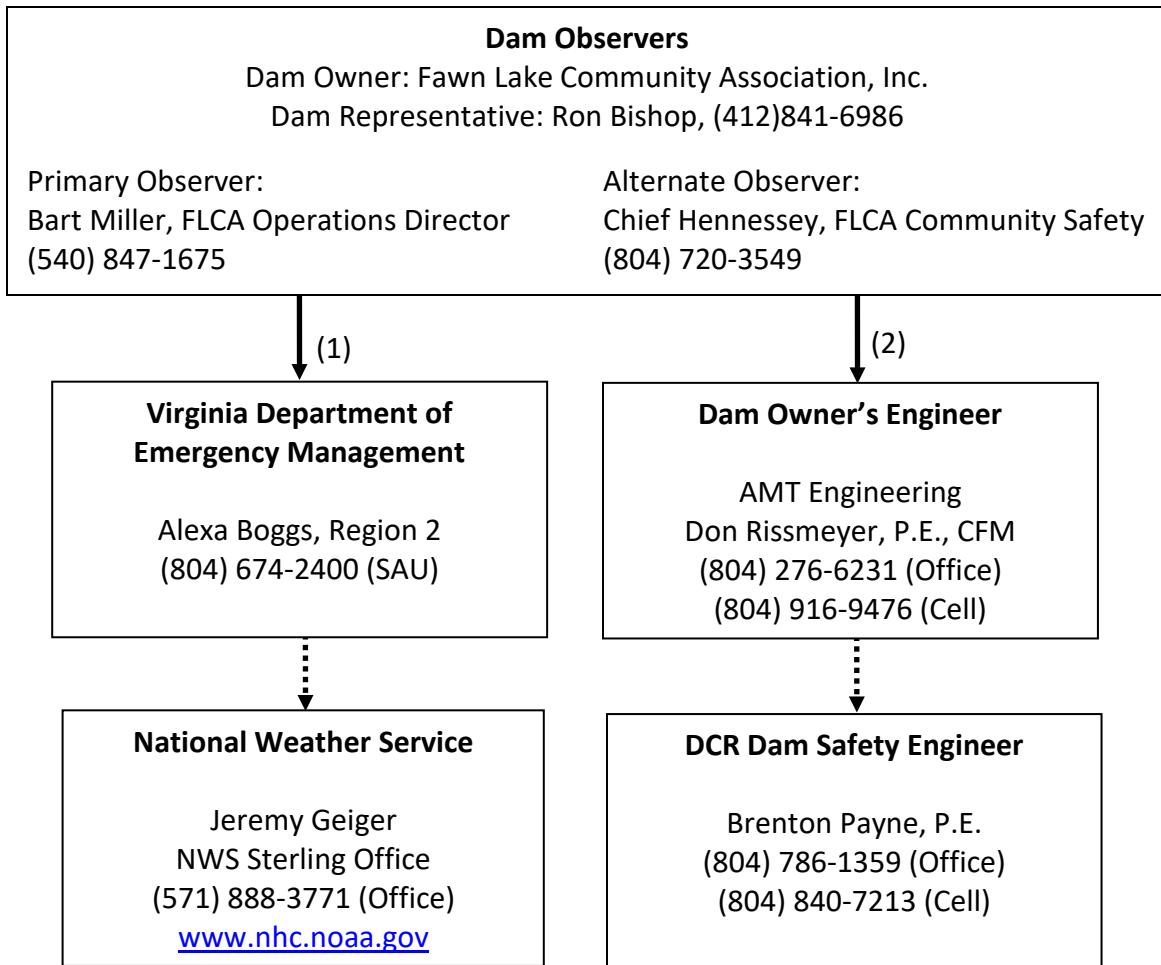 Dam Observers
Dam Owner: Fawn Lake Community Association, Inc.
Dam Representative: Ron Bishop, (412)841-6986
Primary Observer:
Bart Miller, FLCA Operations Director
(540) 847-1675
Alternate Observer:
Chief Hennessey, FLCA Community Safety
(804) 720-3549
(1)
(2)
Virginia Department of
Emergency Management
Alexa Boggs, Region 2
(804) 674-2400 (SAU)
Dam Owner’s Engineer
AMT Engineering
Don Rissmeyer, P.E., CFM
(804) 276-6231 (Office)
(804) 916-9476 (Cell)
National Weather Service
Jeremy Geiger
NWS Sterling Office
(571) 888-3771 (Office)
www.nhc.noaa.gov
DCR Dam Safety Engineer
Brenton Payne, P.E.
(804) 786-1359 (Office)
(804) 840-7213 (Cell)